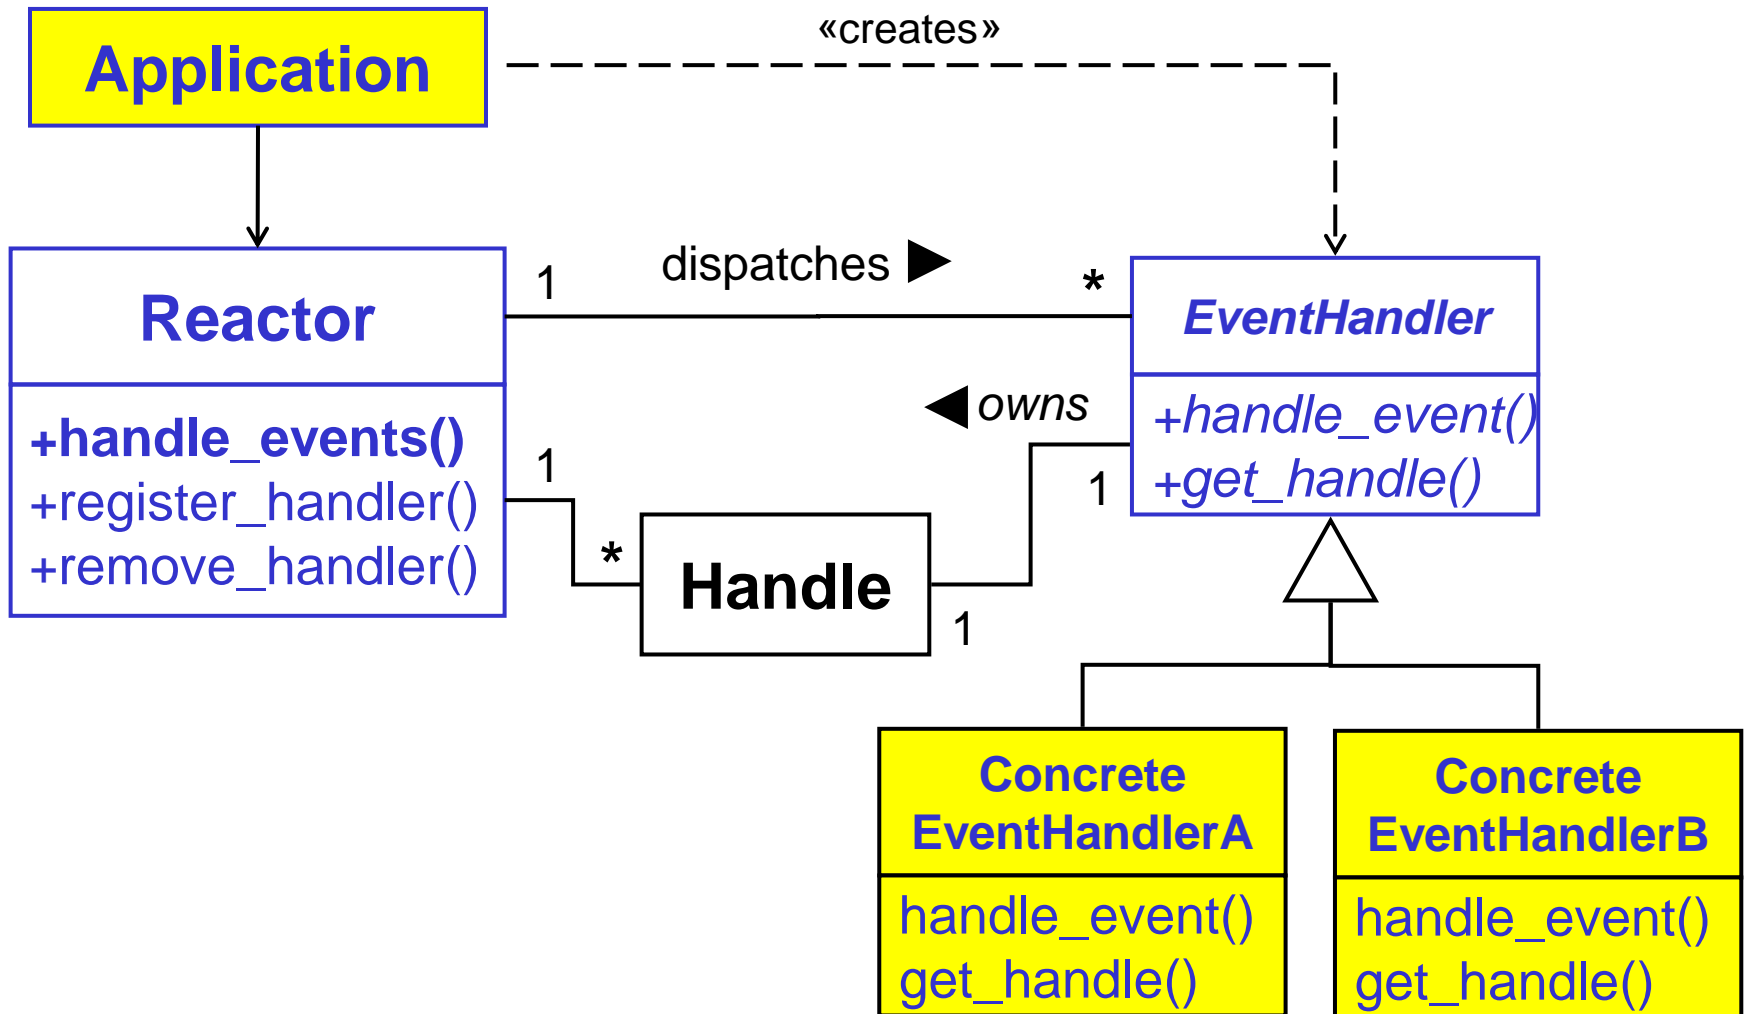 «creates»
Application
dispatches
1
*
Reactor
EventHandler
owns
+handle_events()
+register_handler()
+remove_handler()
+handle_event()
+get_handle()
1
1
*
Handle
1
Concrete
EventHandlerA
handle_event()
get_handle()
Concrete
EventHandlerB
handle_event()
get_handle()